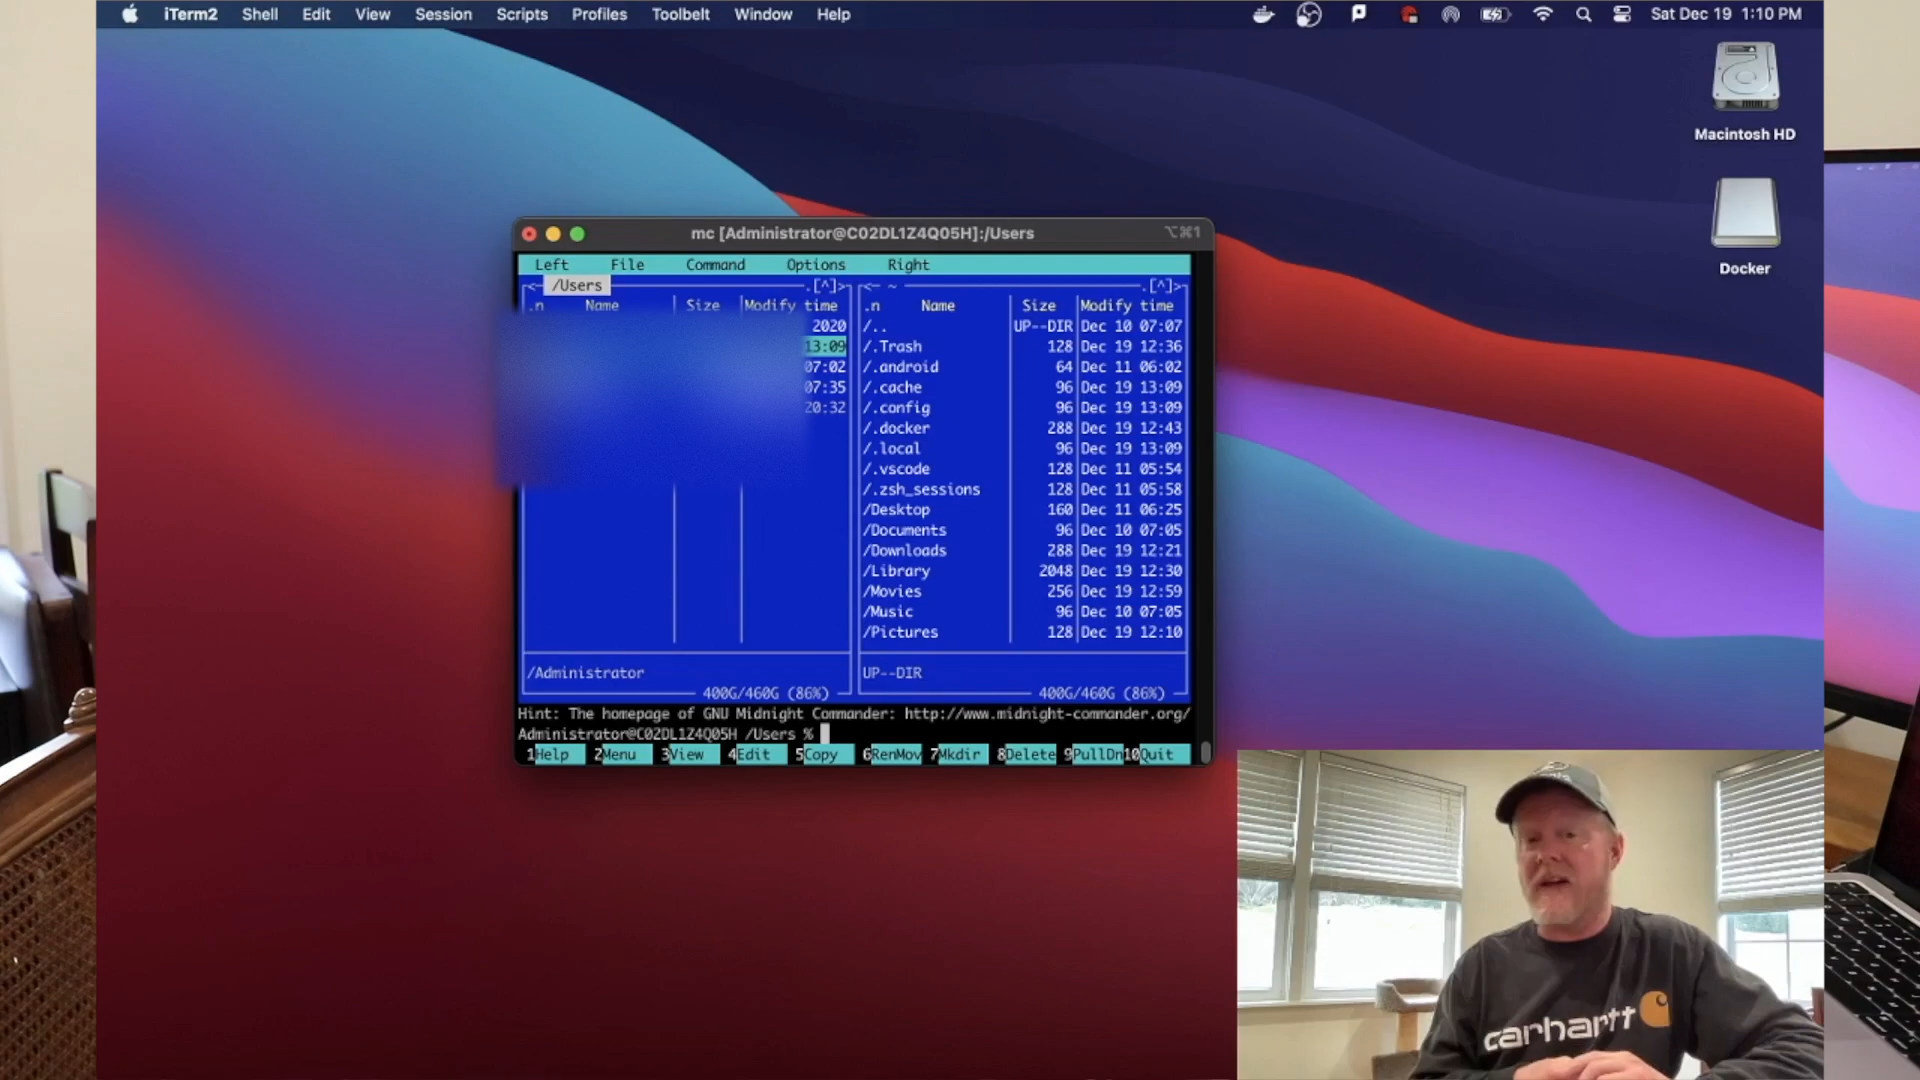 iTerm2 Shell Edit View Session Scripts Profiles Toolbelt Window Help Sat Dec 19 1:10 PM
Macintosh HD
Docker
mc [Administrator@C02DL1Z4Q05H]:/Users ⌥⌘1
Left File Command Options Right
<─ /Users .[^]> <─ ~ .[^]>
.n Name Size Modify time .n Name Size Modify time
2020 /.. UP--DIR Dec 10 07:07
13:09 /.Trash 128 Dec 19 12:36
07:02 /.android 64 Dec 11 06:02
07:35 /.cache 96 Dec 19 13:09
20:32 /.config 96 Dec 19 13:09
/.docker 288 Dec 19 12:43
/.local 96 Dec 19 13:09
/.vscode 128 Dec 11 05:54
/.zsh_sessions 128 Dec 11 05:58
/Desktop 160 Dec 11 06:25
/Documents 96 Dec 10 07:05
/Downloads 288 Dec 19 12:21
/Library 2048 Dec 19 12:30
/Movies 256 Dec 19 12:59
/Music 96 Dec 10 07:05
/Pictures 128 Dec 19 12:10
/Administrator UP--DIR
400G/460G (86%) 400G/460G (86%)
Hint: The homepage of GNU Midnight Commander: http://www.midnight-commander.org/
Administrator@C02DL1Z4Q05H /Users %
1Help 2Menu 3View 4Edit 5Copy 6RenMov 7Mkdir 8Delete 9PullDn10Quit
carhartt